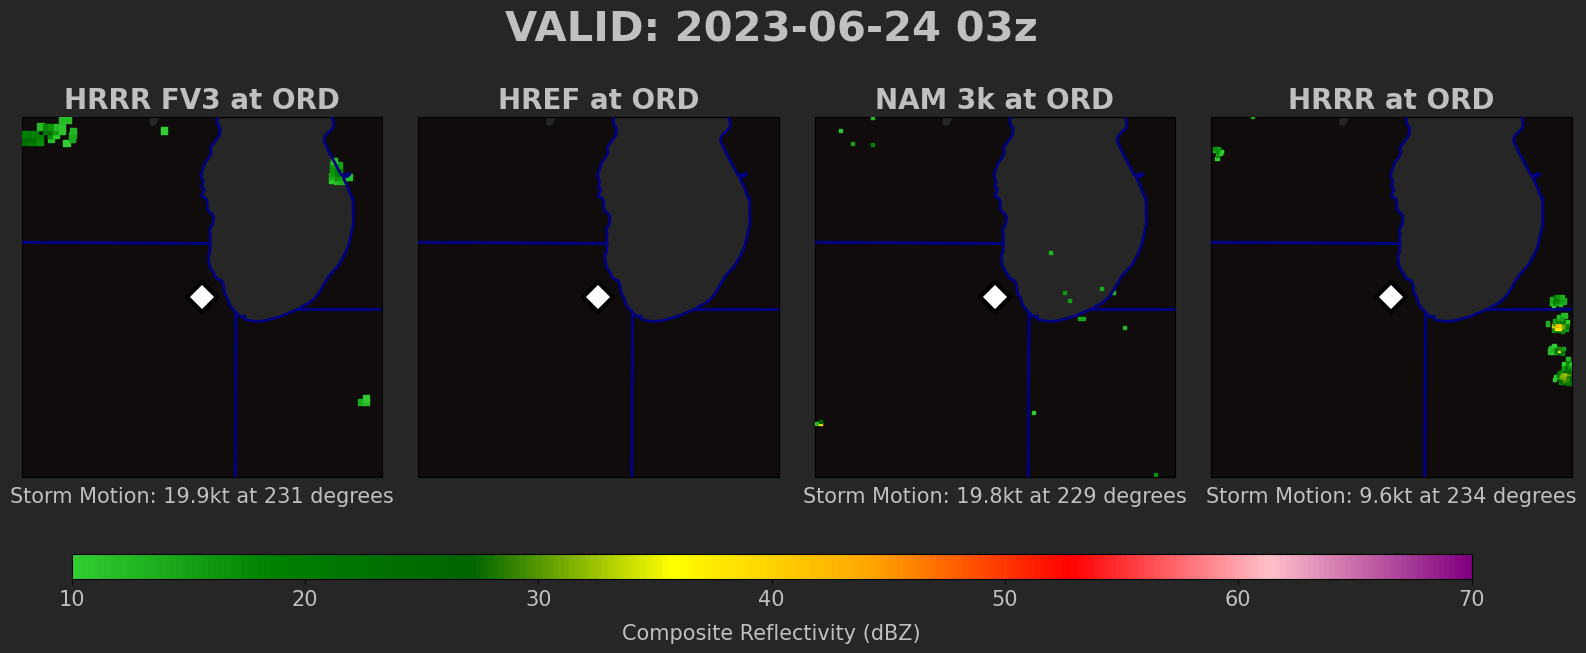 VALID: 2023-06-24 03z
HRRR FV3 at ORD
HREF at ORD
NAM 3k at ORD
HRRR at ORD
Storm Motion: 19.9kt at 231 degrees
Storm Motion: 19.8kt at 229 degrees
Storm Motion: 9.6kt at 234 degrees
10 20 30 40 50 60 70
Composite Reflectivity (dBZ)